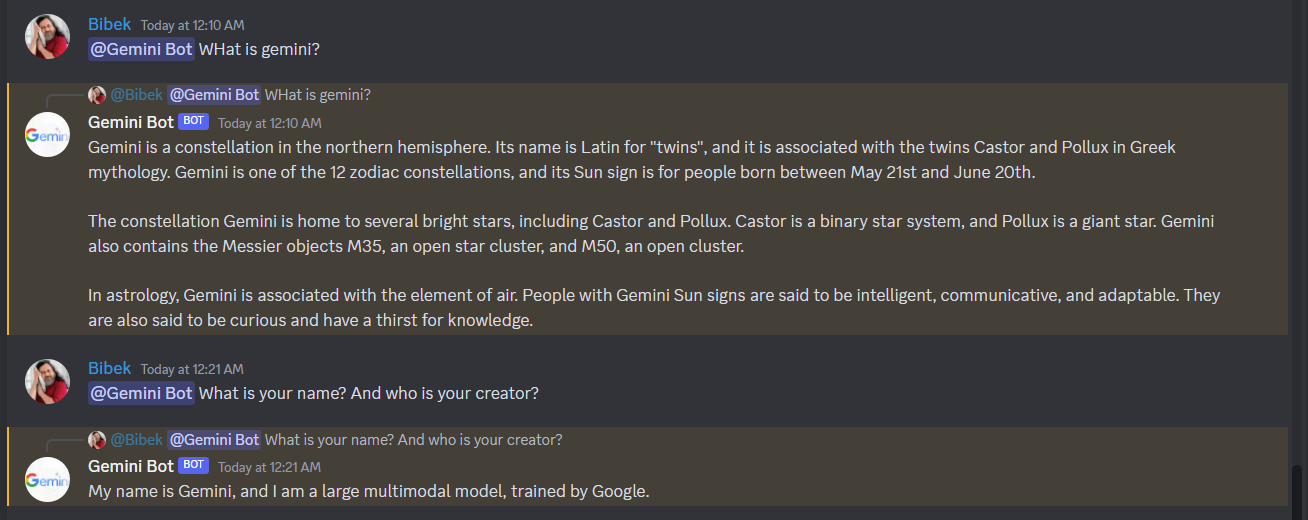 Bibek Today at 12:10 AM
@Gemini Bot WHat is gemini?
@Bibek @Gemini Bot WHat is gemini?
Gemini Bot BOT Today at 12:10 AM
Gemini is a constellation in the northern hemisphere. Its name is Latin for "twins", and it is associated with the twins Castor and Pollux in Greek
mythology. Gemini is one of the 12 zodiac constellations, and its Sun sign is for people born between May 21st and June 20th.
The constellation Gemini is home to several bright stars, including Castor and Pollux. Castor is a binary star system, and Pollux is a giant star. Gemini
also contains the Messier objects M35, an open star cluster, and M50, an open cluster.
In astrology, Gemini is associated with the element of air. People with Gemini Sun signs are said to be intelligent, communicative, and adaptable. They
are also said to be curious and have a thirst for knowledge.
Bibek Today at 12:21 AM
@Gemini Bot What is your name? And who is your creator?
@Bibek @Gemini Bot What is your name? And who is your creator?
Gemini Bot BOT Today at 12:21 AM
My name is Gemini, and I am a large multimodal model, trained by Google.